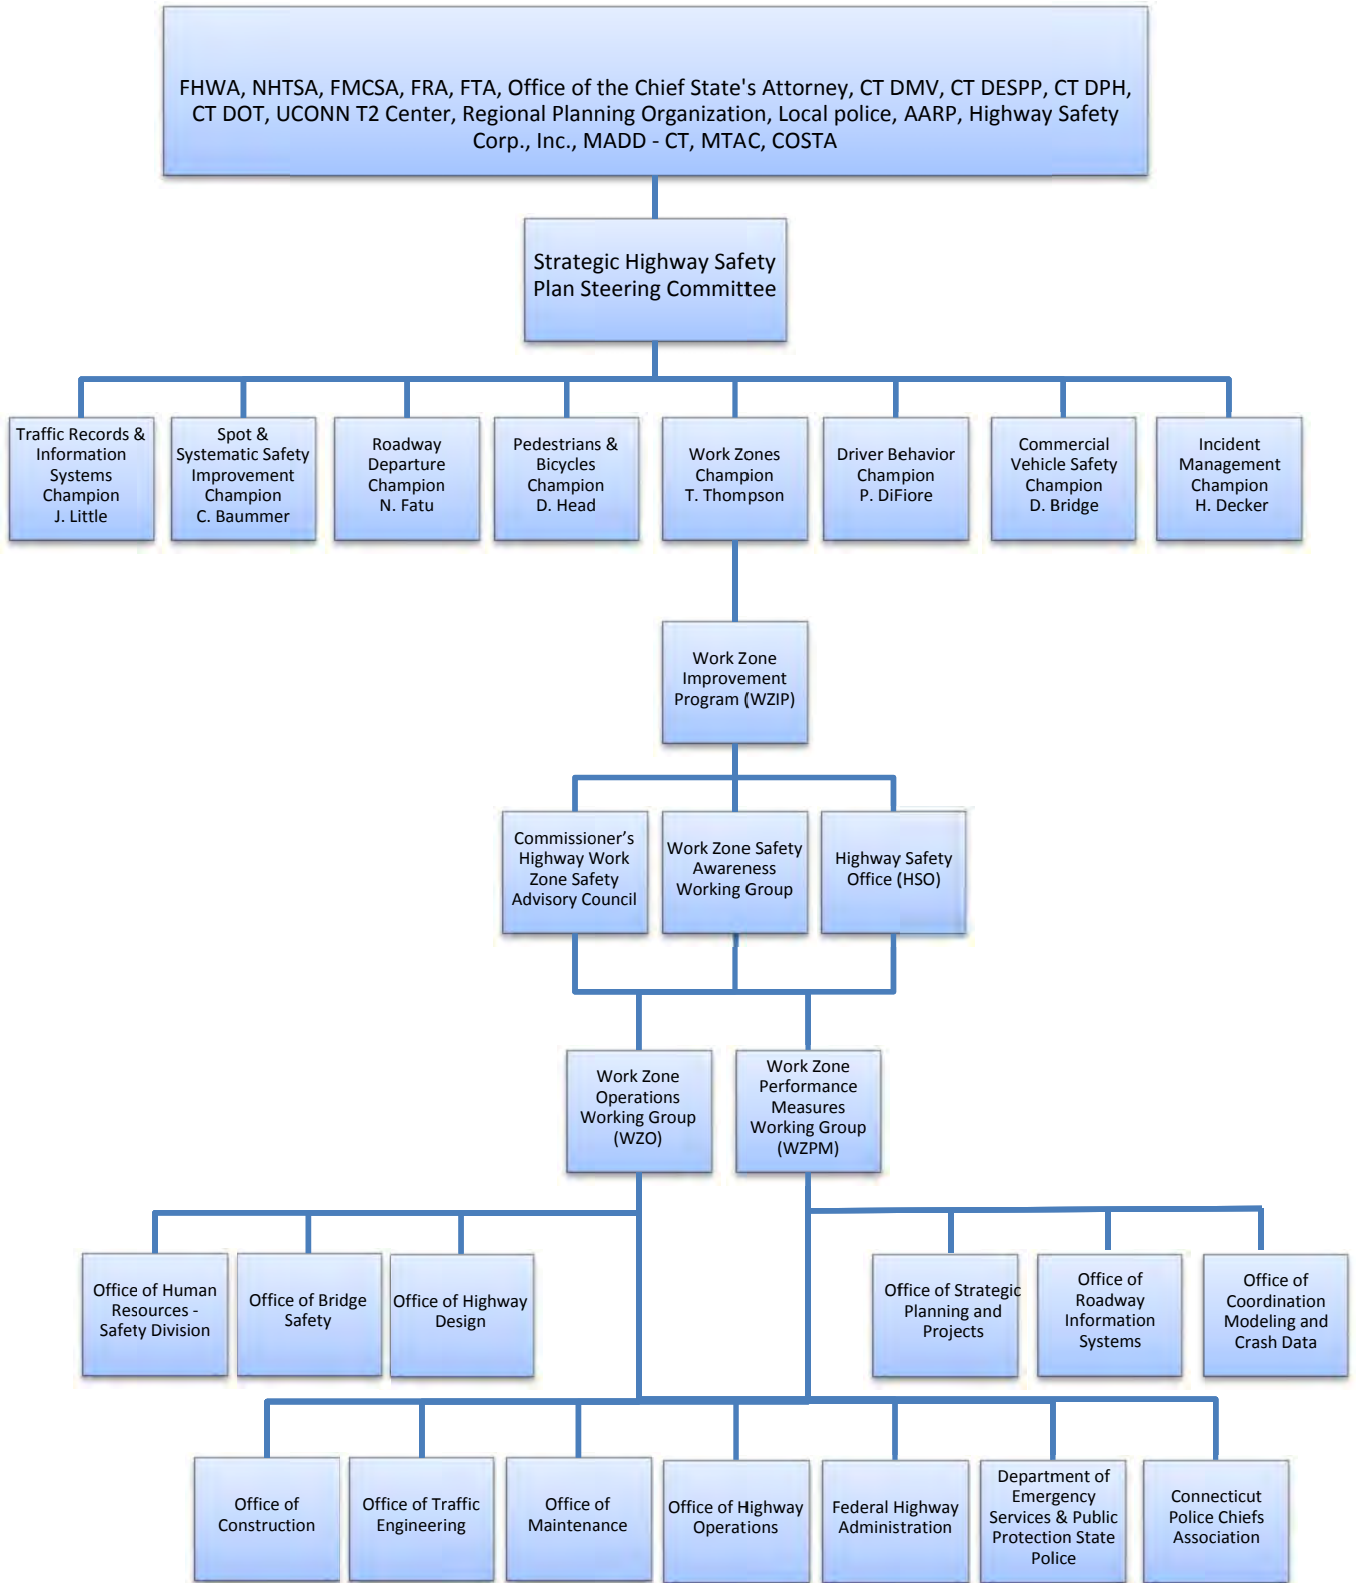 FHWA, NHTSA, FMCSA, FRA, FTA, Office of the Chief State's Attorney, CT DMV, CT DESPP, CT DPH,
CT DOT, UCONN T2 Center, Regional Planning Organization, Local police, AARP, Highway Safety
Corp., Inc., MADD - CT, MTAC, COSTA
Strategic Highway Safety
Plan Steering Committee
Traffic Records &
Information
Systems
Champion
J. Little
Spot &
Systematic Safety
Improvement
Champion
C. Baummer
Roadway
Departure
Champion
N. Fatu
Pedestrians &
Bicycles
Champion
D. Head
Work Zones
Champion
T. Thompson
Driver Behavior
Champion
P. DiFiore
Commercial
Vehicle Safety
Champion
D. Bridge
Incident
Management
Champion
H. Decker
Work Zone
Improvement
Program (WZIP)
Commissioner’s
Highway Work
Zone Safety
Advisory Council
Work Zone Safety
Awareness
Working Group
Highway Safety
Office (HSO)
Work Zone
Operations
Working Group
(WZO)
Work Zone
Performance
Measures
Working Group
(WZPM)
Office of Human
Resources -
Safety Division
Office of Bridge
Safety
Office of Highway
Design
Office of Strategic
Planning and
Projects
Office of
Roadway
Information
Systems
Office of
Coordination
Modeling and
Crash Data
Office of
Construction
Office of Traffic
Engineering
Office of
Maintenance
Office of Highway
Operations
Federal Highway
Administration
Department of
Emergency
Services & Public
Protection State
Police
Connecticut
Police Chiefs
Association